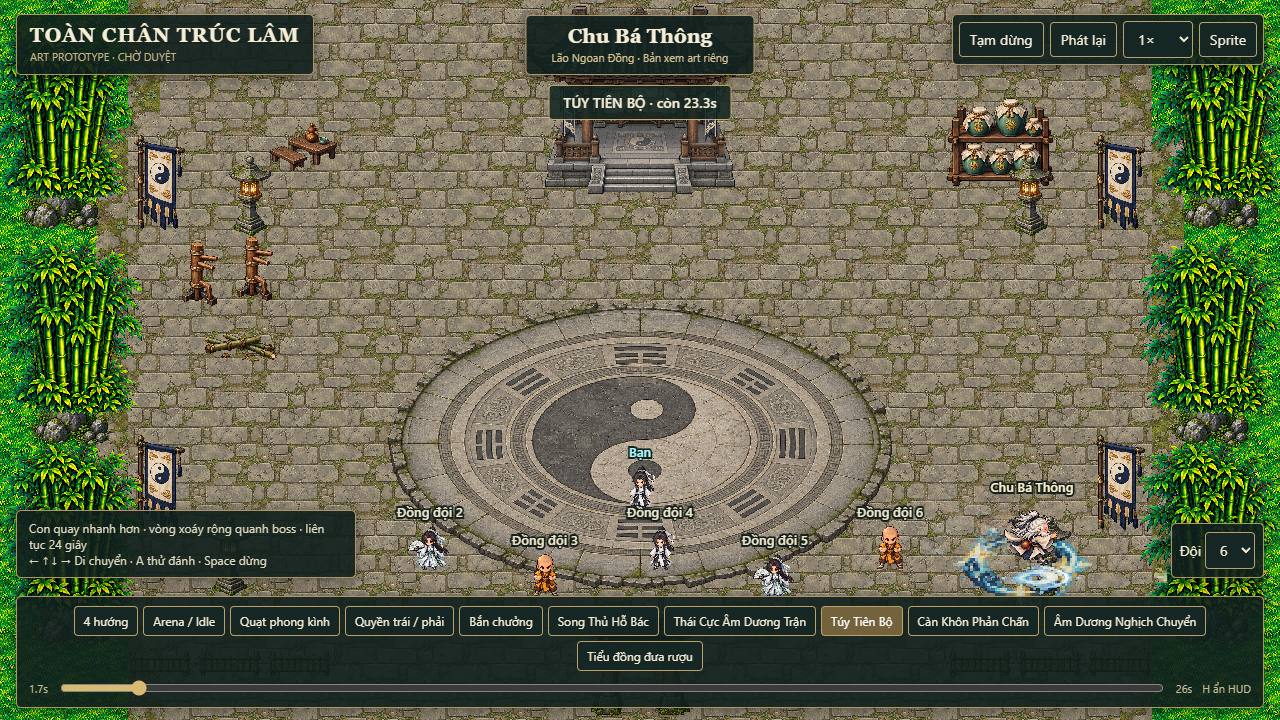 TOÀN CHÂN TRÚC LÂM
ART PROTOTYPE · CHỜ DUYỆT
Chu Bá Thông
Lão Ngoan Đồng · Bản xem art riêng
Tạm dừng
Phát lại
1×
Sprite
TÚY TIÊN BỘ · còn 23.3s
Bạn
Chu Bá Thông
Đồng đội 2
Đồng đội 4
Đồng đội 6
Đồng đội 3
Đồng đội 5
Con quay nhanh hơn · vòng xoáy rộng quanh boss · liên
tục 24 giây
← ↑ ↓ → Di chuyển · A thử đánh · Space dừng
Đội
6
4 hướng
Arena / Idle
Quạt phong kình
Quyền trái / phải
Bắn chưởng
Song Thủ Hỗ Bác
Thái Cực Âm Dương Trận
Túy Tiên Bộ
Càn Khôn Phản Chấn
Âm Dương Nghịch Chuyển
Tiểu đồng đưa rượu
1.7s
26s
H ẩn HUD